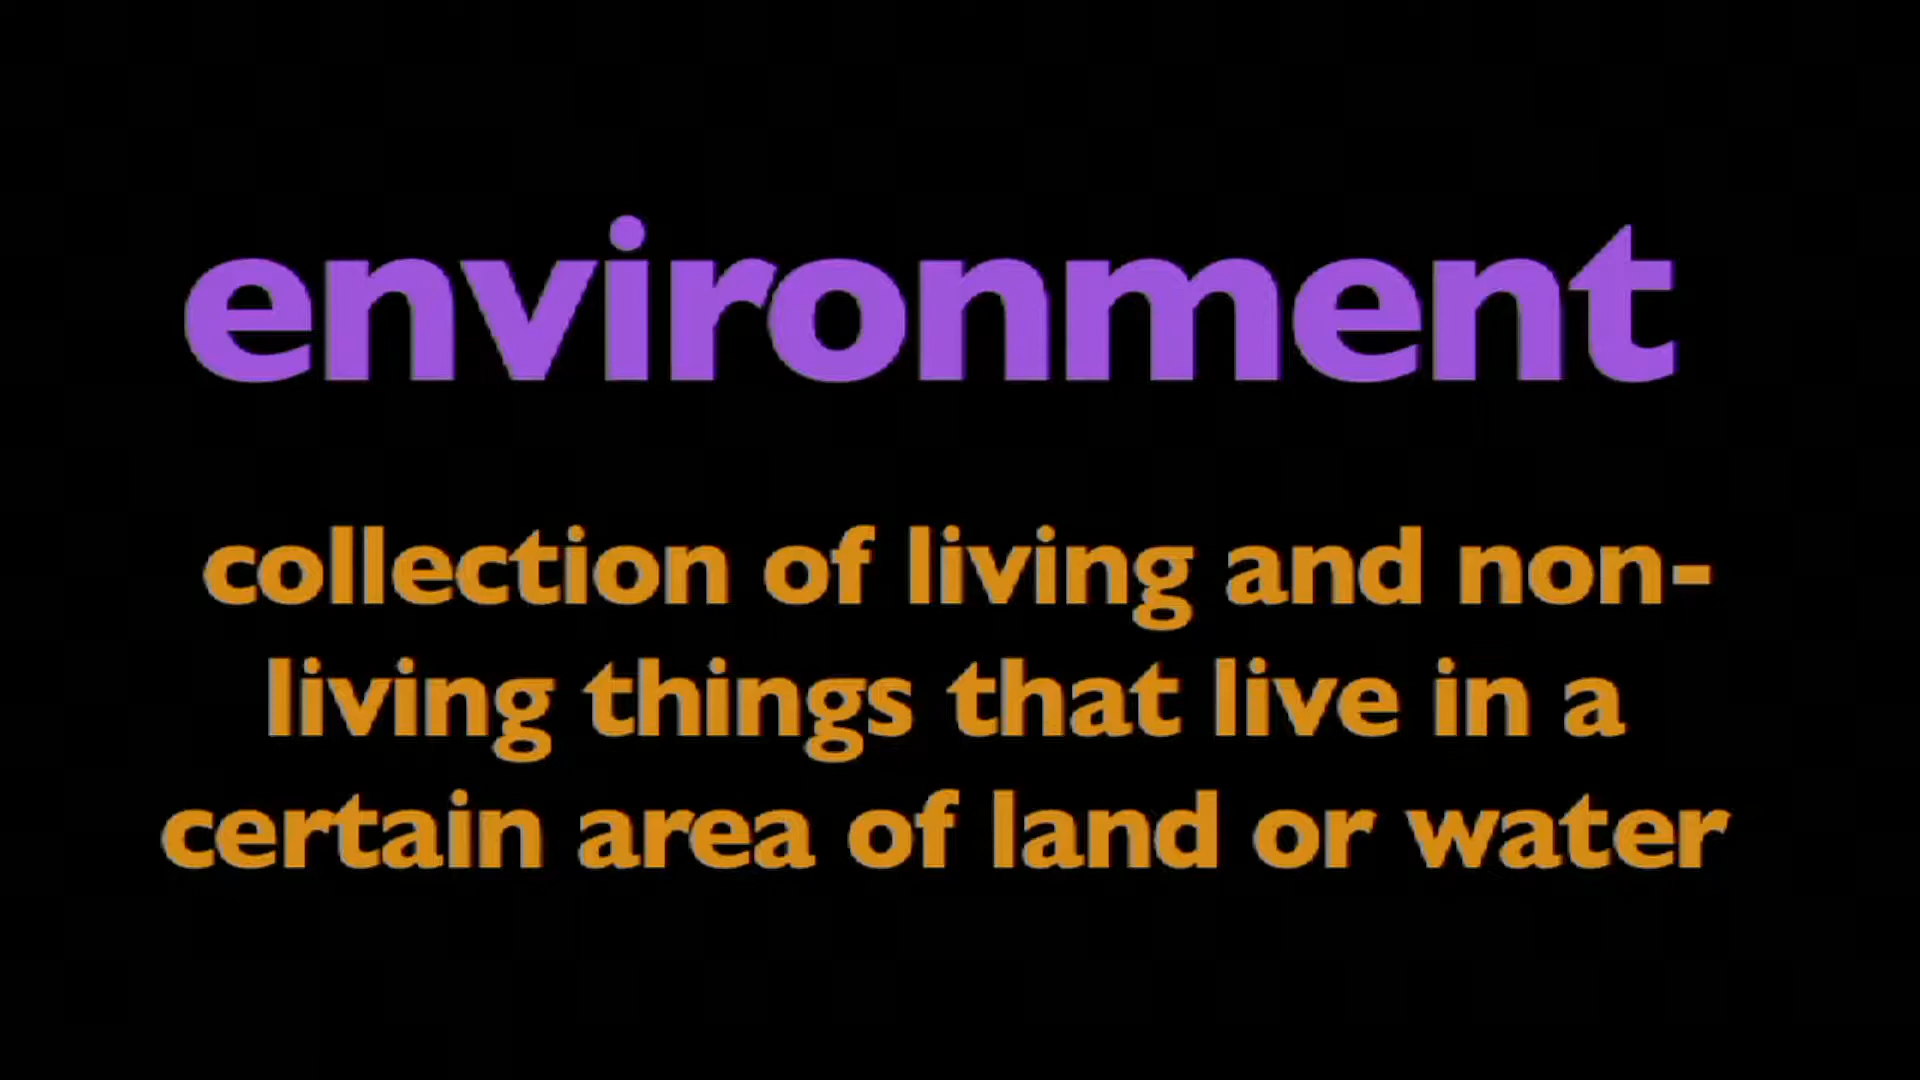 environment
collection of living and non-
living things that live in a
certain area of land or water